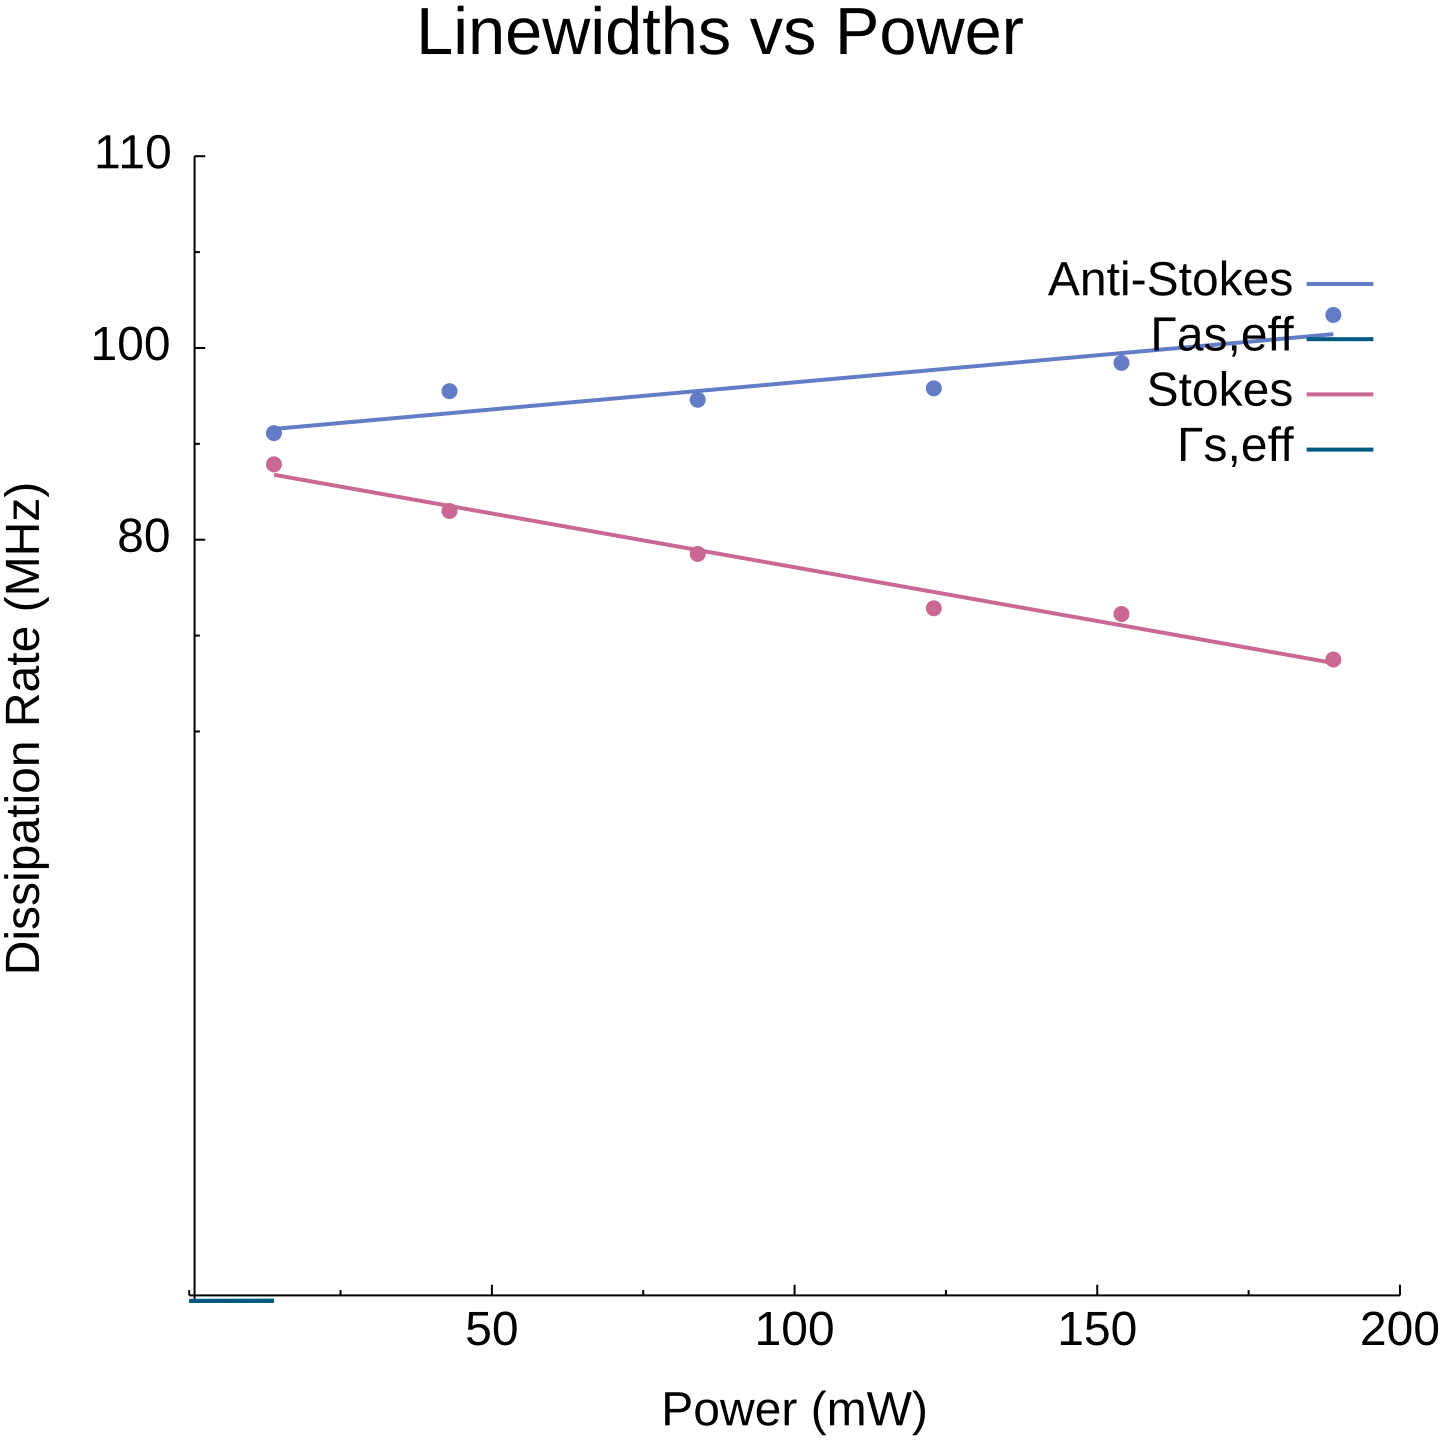 Linewidths vs Power
110
100
80
Dissipation Rate (MHz)
Anti-Stokes
Γas,eff
Stokes
Γs,eff
50
100
150
200
Power (mW)